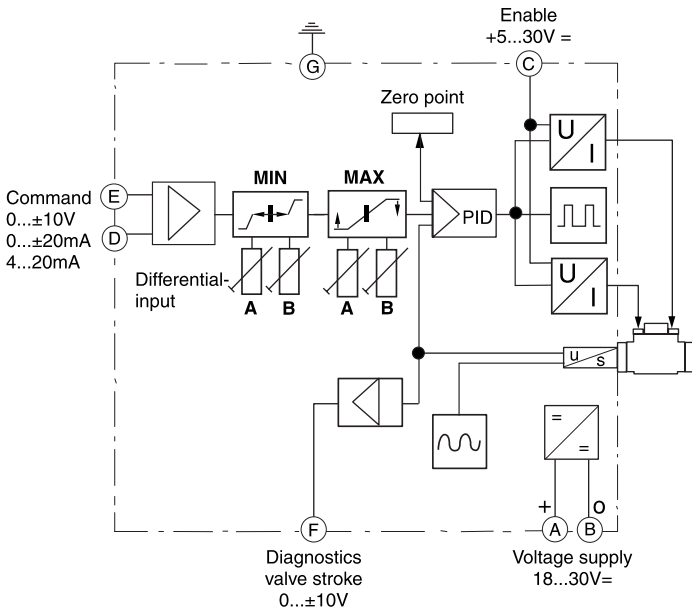 Enable
+5...30V =
C
G
Zero point
U
I
MIN
MAX
E
Command
0...±10V
0...±20mA
4...20mA
D
PID
Differential-
input
A
B
A
B
U
I
u
s
=
=
+
o
F
A
B
Diagnostics
valve stroke
0...±10V
Voltage supply
18...30V=